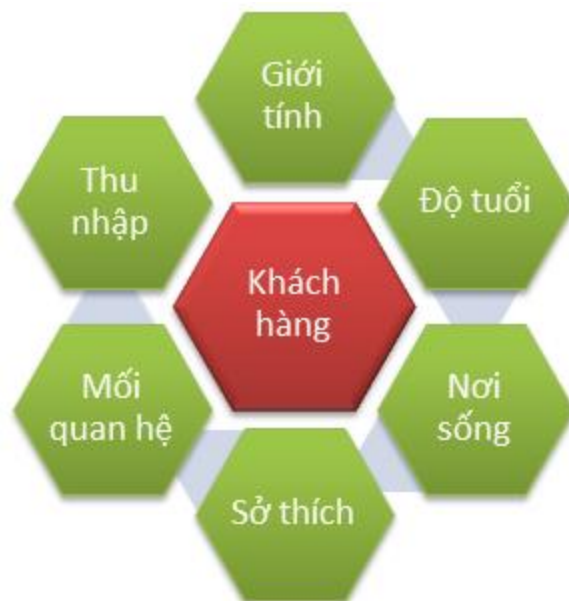 Giới
tính
Độ tuổi
Nơi
sống
Sở thích
Mối
quan hệ
Thu
nhập
Khách
hàng